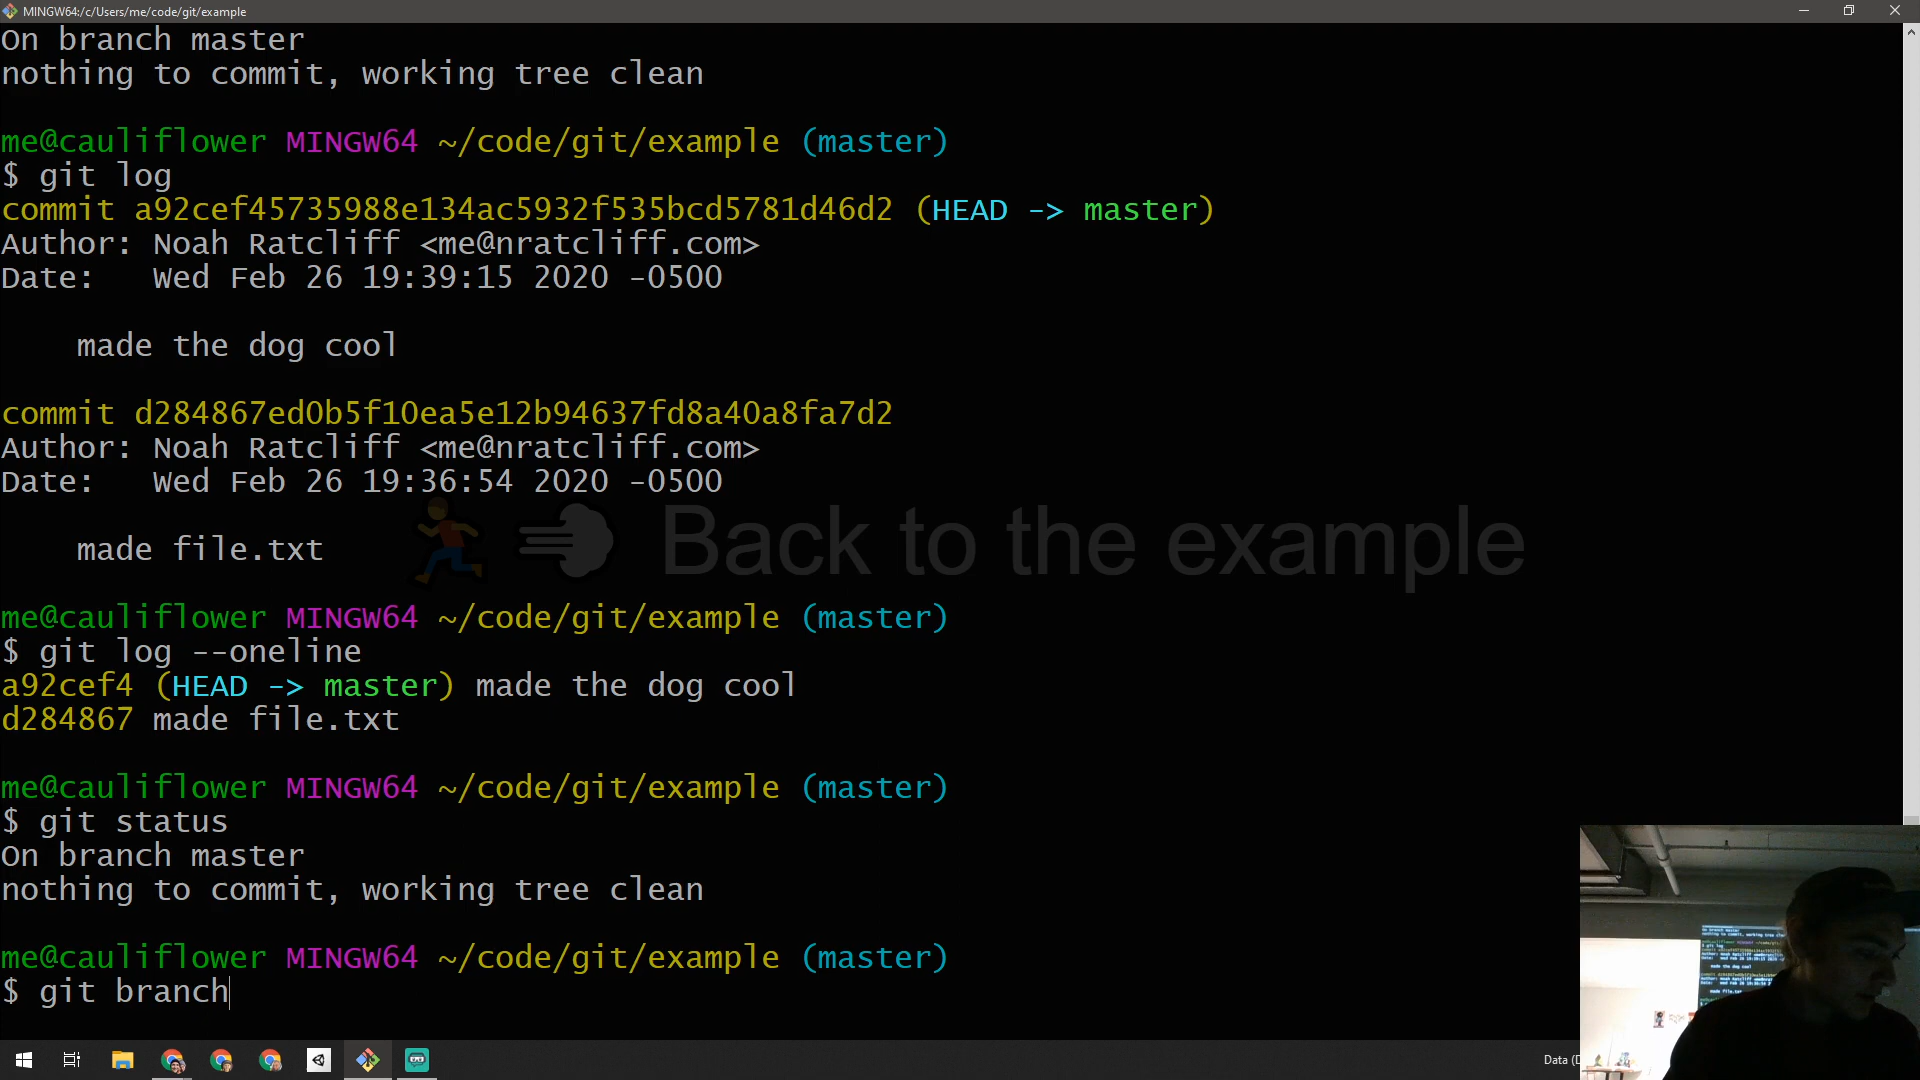 MINGW64:/c/Users/me/code/git/example
On branch master
nothing to commit, working tree clean
me@cauliflower MINGW64 ~/code/git/example (master)
$ git log
commit a92cef45735988e134ac5932f535bcd5781d46d2 (HEAD -> master)
Author: Noah Ratcliff <me@nratcliff.com>
Date:   Wed Feb 26 19:39:15 2020 -0500
made the dog cool
commit d284867ed0b5f10ea5e12b94637fd8a40a8fa7d2
Author: Noah Ratcliff <me@nratcliff.com>
Date:   Wed Feb 26 19:36:54 2020 -0500
made file.txt
Back to the example
me@cauliflower MINGW64 ~/code/git/example (master)
$ git log --oneline
a92cef4 (HEAD -> master) made the dog cool
d284867 made file.txt
me@cauliflower MINGW64 ~/code/git/example (master)
$ git status
On branch master
nothing to commit, working tree clean
me@cauliflower MINGW64 ~/code/git/example (master)
$ git branch
Data